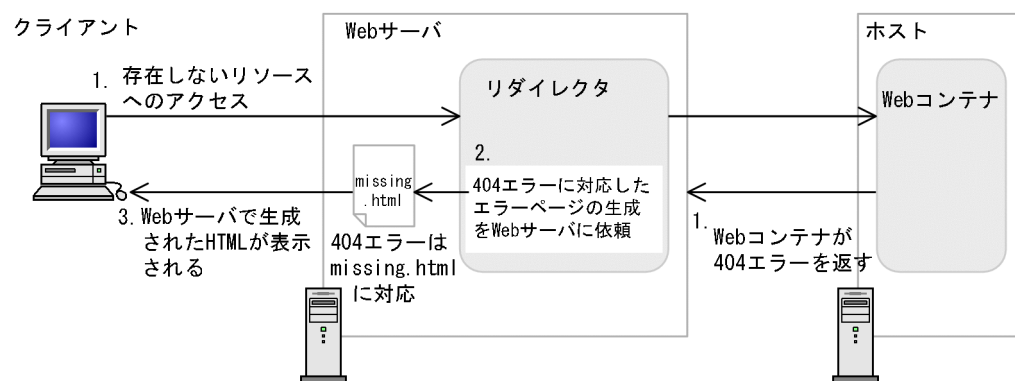 クライアント
Webサーバ
ホスト
1. 存在しないリソース
へのアクセス
リダイレクタ
Webコンテナ
2.
404エラーに対応した
エラーページの生成
をWebサーバに依頼
missing
.html
3. Webサーバで生成
されたHTMLが表示
される
404エラーは
missing.html
に対応
1.
Webコンテナが
404エラーを返す